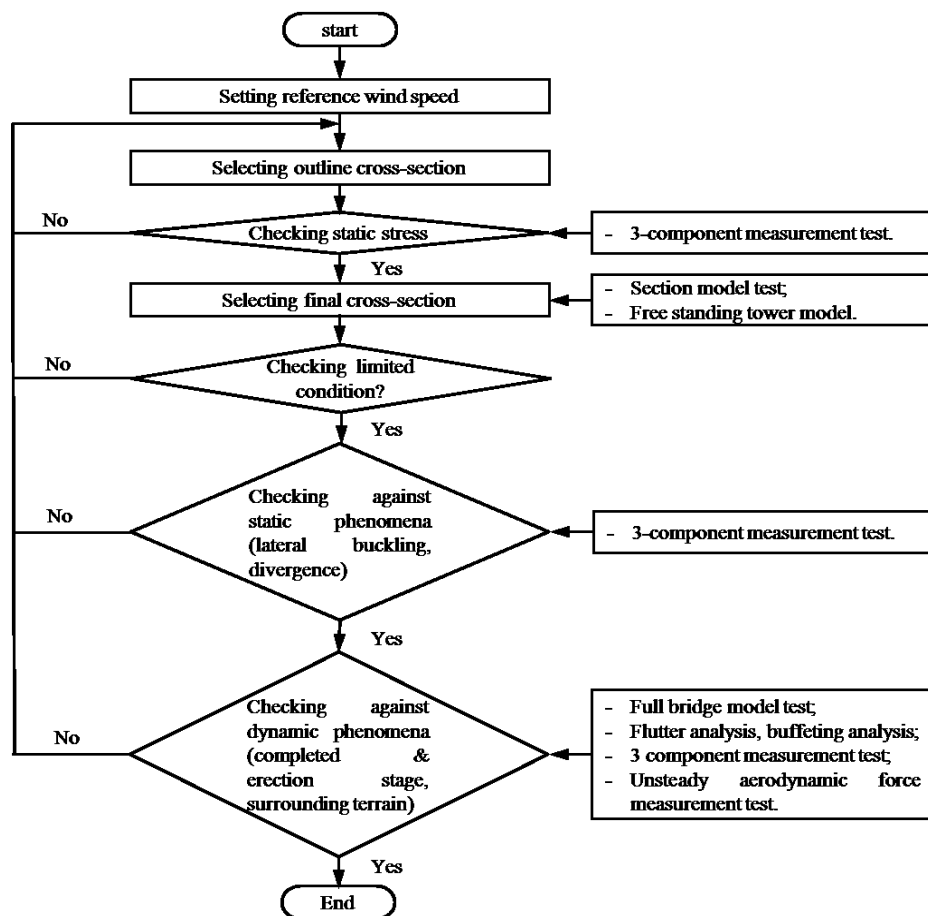 start
Setting reference wind speed
Selecting outline cross-section
No
Checking static stress
- 3-component measurement test.
Yes
Selecting final cross-section
- Section model test;
- Free standing tower model.
No
Checking limited
condition?
Yes
No
Checking against
static phenomena
(lateral buckling,
divergence)
- 3-component measurement test.
Yes
No
Checking against
dynamic phenomena
(completed &
erection stage,
surrounding terrain)
- Full bridge model test;
- Flutter analysis, buffeting analysis;
- 3 component measurement test;
- Unsteady aerodynamic force
measurement test.
Yes
End